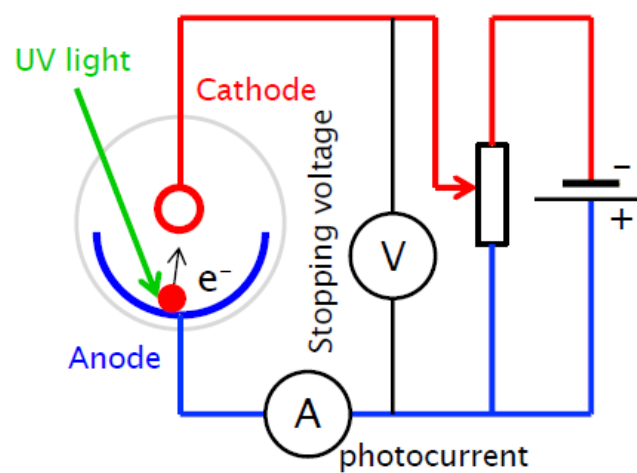 UV light
Cathode
Stopping voltage
V
–
+
e⁻
Anode
A
photocurrent